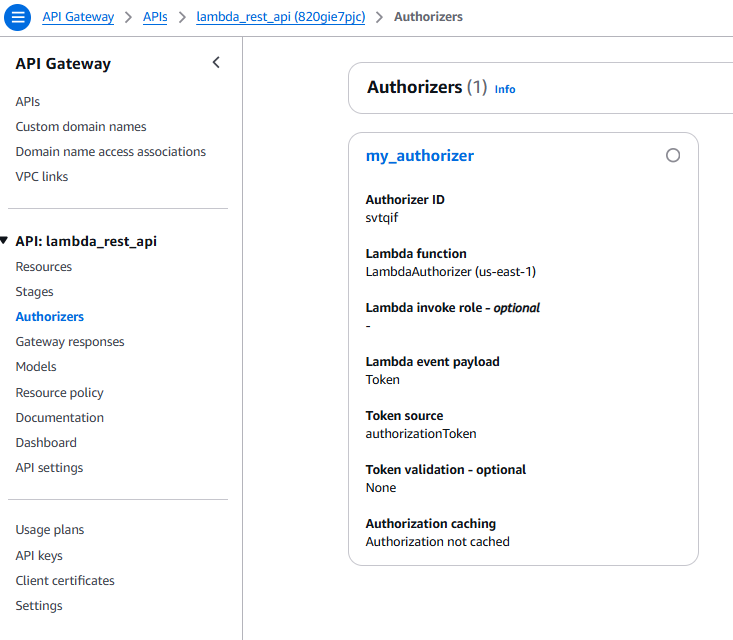 API Gateway > APIs > lambda_rest_api (820gie7pjc) > Authorizers
API Gateway
APIs
Custom domain names
Domain name access associations
VPC links
API: lambda_rest_api
Resources
Stages
Authorizers
Gateway responses
Models
Resource policy
Documentation
Dashboard
API settings
Usage plans
API keys
Client certificates
Settings
Authorizers (1) Info
my_authorizer
Authorizer ID
svtqif
Lambda function
LambdaAuthorizer (us-east-1)
Lambda invoke role - optional
-
Lambda event payload
Token
Token source
authorizationToken
Token validation - optional
None
Authorization caching
Authorization not cached